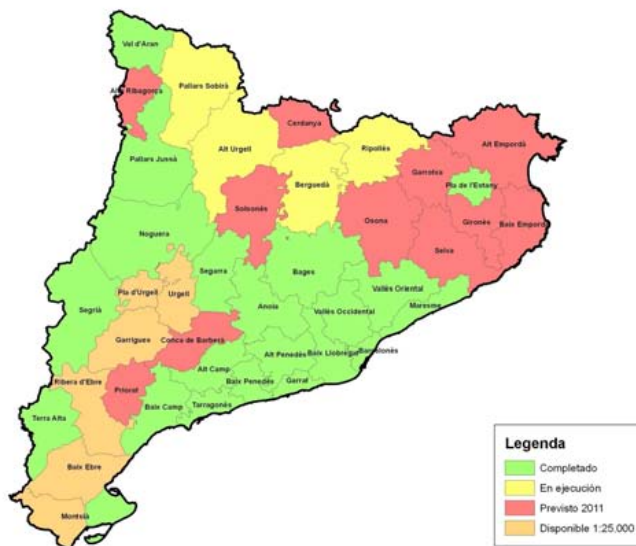 Val d'Aran
Alta Ribagorça
Pallars Sobirà
Cerdanya
Alt Empordà
Alt Urgell
Ripollès
Pallars Jussà
Garrotxa
Pla de l'Estany
Berguedà
Solsonès
Osona
Gironès
Baix Empordà
Noguera
Selva
Segarra
Bages
Pla d'Urgell
Urgell
Vallès Oriental
Segrià
Anoia
Maresme
Vallès Occidental
Garrigues
Conca de Barberà
Alt Penedès
Baix Llobregat
Barcelonès
Alt Camp
Ribera d'Ebre
Priorat
Baix Penedès
Garraf
Terra Alta
Baix Camp
Tarragonès
Baix Ebre
Montsià
Legenda
Completado
En ejecución
Previsto 2011
Disponible 1:25,000